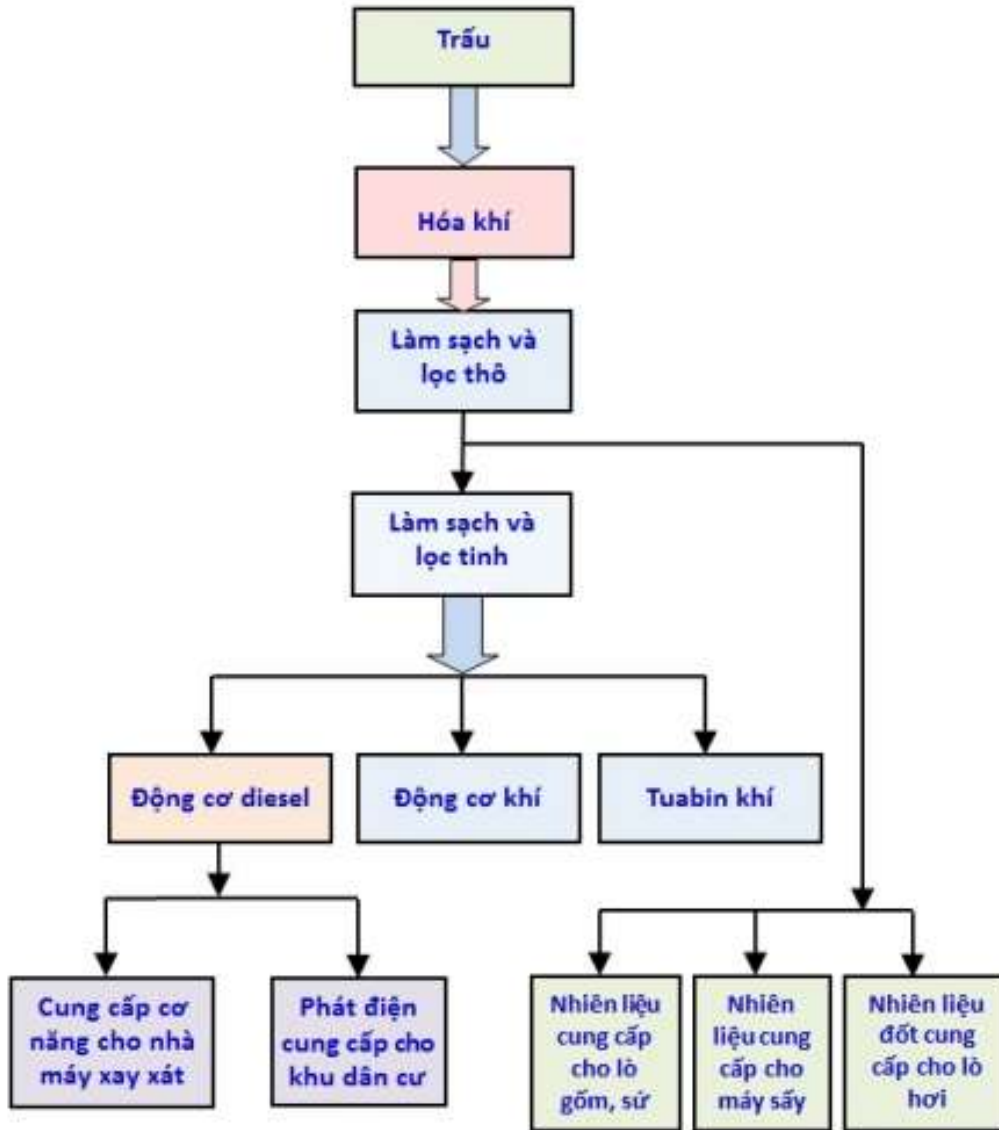 Trấu
Hóa khí
Làm sạch và
lọc thô
Làm sạch và
lọc tinh
Động cơ diesel
Động cơ khí
Tuabin khí
Cung cấp cơ
năng cho nhà
máy xay xát
Phát điện
cung cấp cho
khu dân cư
Nhiên liệu
cung cấp
cho lò
gốm, sứ
Nhiên
liệu cung
cấp cho
máy sấy
Nhiên liệu
đốt cung
cấp cho lò
hơi